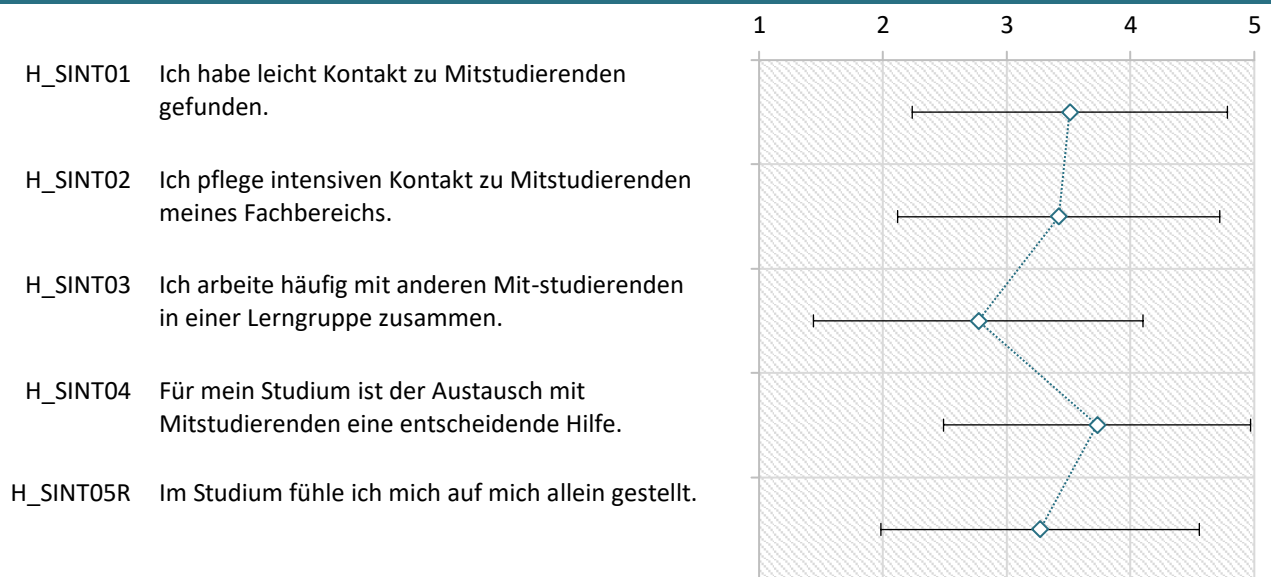 1 2 3 4 5
H_SINT01 Ich habe leicht Kontakt zu Mitstudierenden
gefunden.
H_SINT02 Ich pflege intensiven Kontakt zu Mitstudierenden
meines Fachbereichs.
H_SINT03 Ich arbeite häufig mit anderen Mit-studierenden
in einer Lerngruppe zusammen.
H_SINT04 Für mein Studium ist der Austausch mit
Mitstudierenden eine entscheidende Hilfe.
H_SINT05R Im Studium fühle ich mich auf mich allein gestellt.